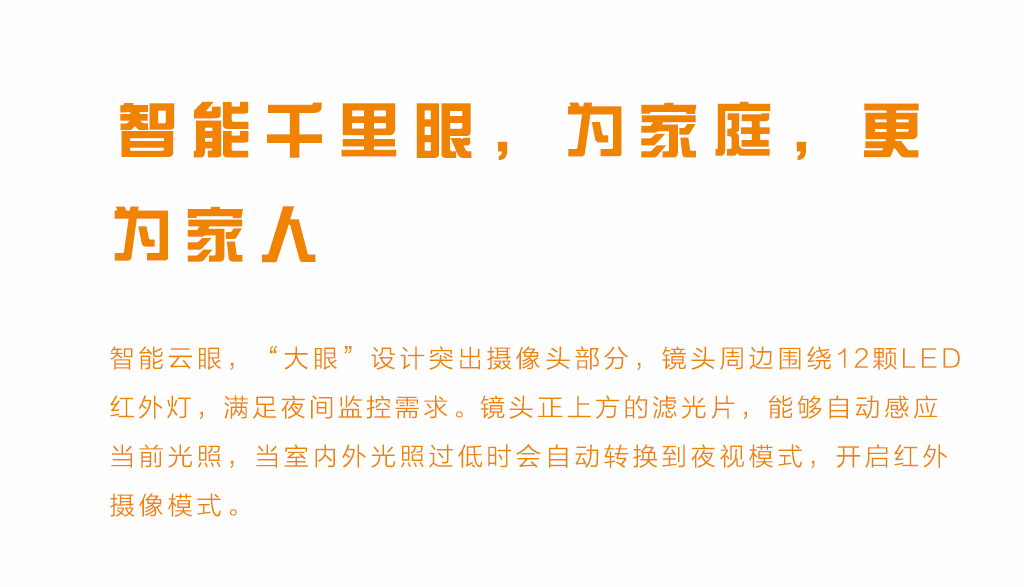 智能千里眼，为家庭，更
为家人
智能云眼，“大眼”设计突出摄像头部分，镜头周边围绕12颗LED
红外灯，满足夜间监控需求。镜头正上方的滤光片，能够自动感应
当前光照，当室内外光照过低时会自动转换到夜视模式，开启红外
摄像模式。